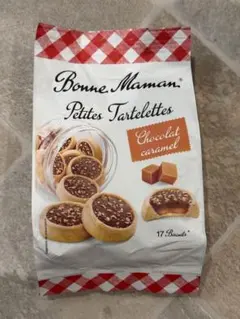 Bonne Maman
Petites Tartelettes
Chocolat
caramel
17 Biscuits*